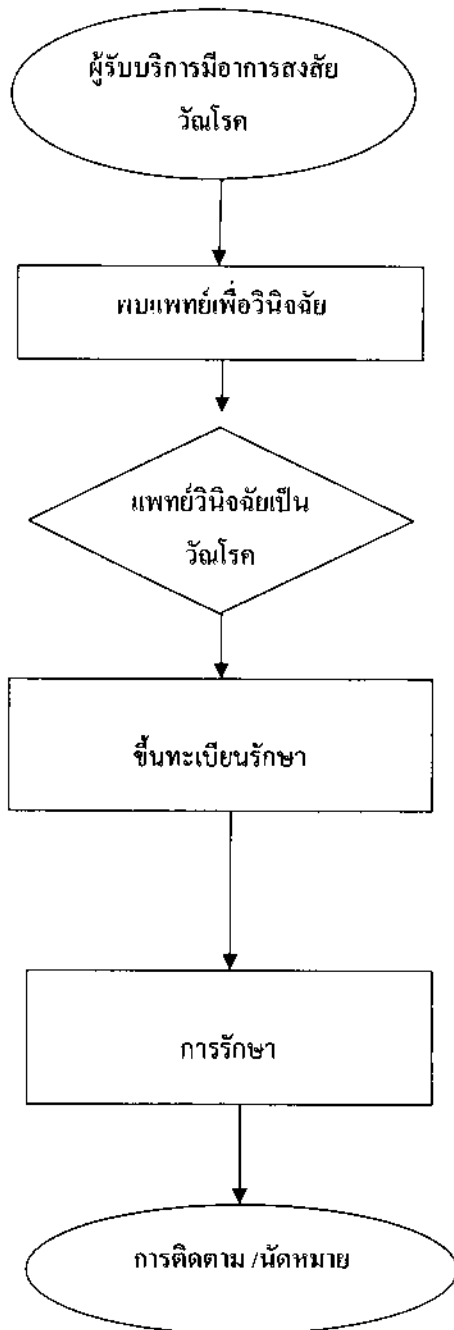 ผู้รับบริการมีอาการสงสัย
วัณโรค
พบแพทย์เพื่อวินิจฉัย
แพทย์วินิจฉัยเป็น
วัณโรค
ขึ้นทะเบียนรักษา
การรักษา
การติดตาม /นัดหมาย